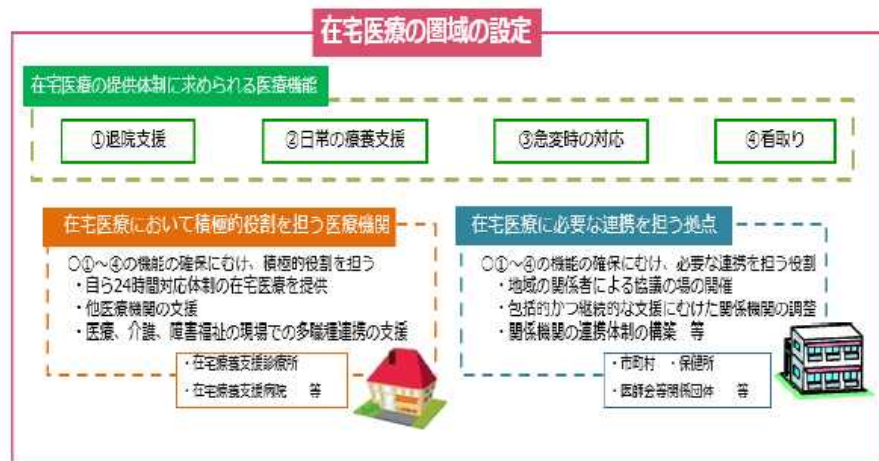 在宅医療の圏域の設定
在宅医療の提供体制に求められる医療機能
①退院支援
②日常の療養支援
③急変時の対応
④看取り
在宅医療において積極的役割を担う医療機関
○①～④の機能の確保にむけ、積極的役割を担う
・自ら24時間対応体制の在宅医療を提供
・他医療機関の支援
・医療、介護、障害福祉の現場での多職種連携の支援
・在宅療養支援診療所
・在宅療養支援病院 等
在宅医療に必要な連携を担う拠点
○①～④の機能の確保にむけ、必要な連携を担う役割
・地域の関係者による協議の場の開催
・包括的かつ継続的な支援にむけた関係機関の調整
・関係機関の連携体制の構築 等
・市町村 ・保健所
・医師会等関係団体 等